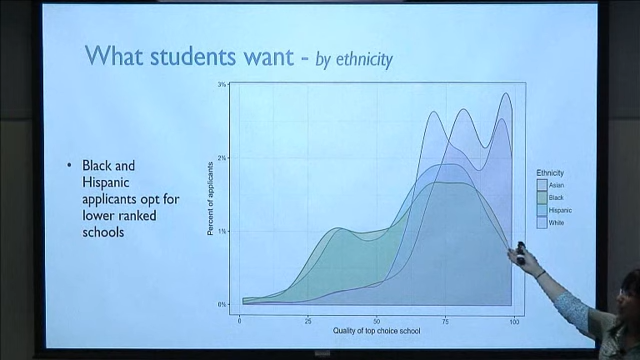 What students want - by ethnicity
• Black and
Hispanic
applicants opt for
lower ranked
schools
3%
2%
1%
0%
Percent of applicants
0 25 50 75 100
Quality of top choice school
Ethnicity
Asian
Black
Hispanic
White